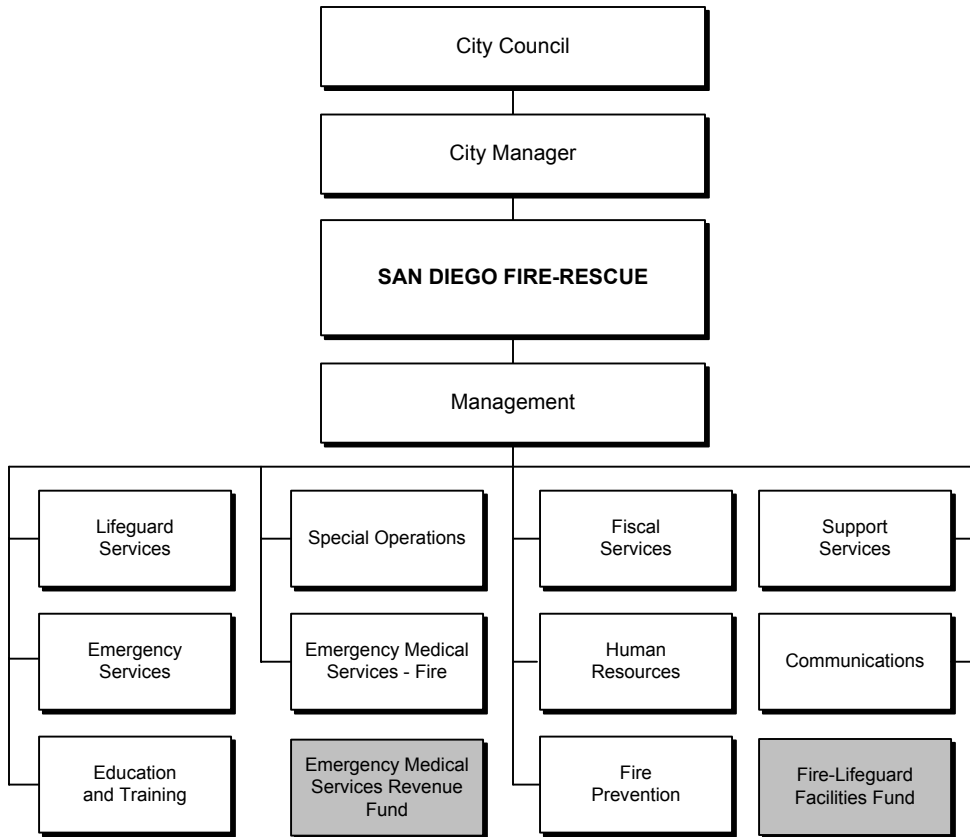 City Council
City Manager
SAN DIEGO FIRE-RESCUE
Management
Lifeguard
Services
Special Operations
Fiscal
Services
Support
Services
Emergency
Services
Emergency Medical
Services - Fire
Human
Resources
Communications
Education
and Training
Emergency Medical
Services Revenue
Fund
Fire
Prevention
Fire-Lifeguard
Facilities Fund